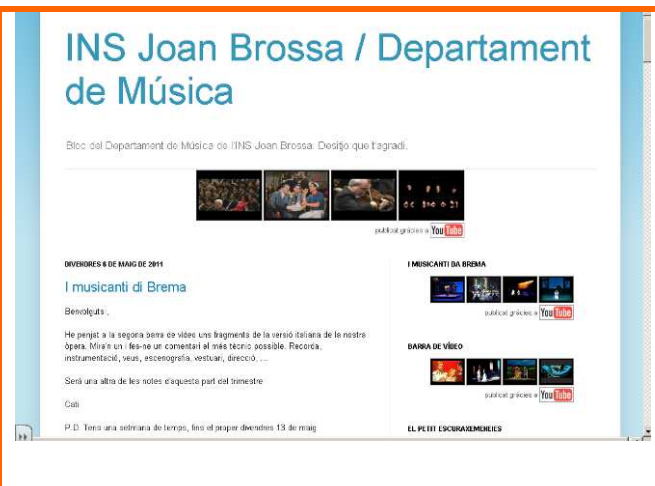 INS Joan Brossa / Departament
de Música
Bloc del Departament de Música de l'INS Joan Brossa. Desitjo que t'agradi.
publicat gràcies a YouTube
DIVENDRES 6 DE MAIG DE 2011
I musicanti di Brema
Benvolguts,
He penjat a la segona barra de vídeo uns fragments de la versió italiana de la nostra
òpera. Mira'n un i fes-ne un comentari el més tècnic possible. Recorda,
instrumentació, veus, escenografia, vestuari, direcció, ...
Serà una altra de les notes d'aquesta part del trimestre
Cati
P.D. Tens una setmana de temps, fins el proper divendres 13 de maig
I MUSICANTI DA BREMA
publicat gràcies a YouTube
BARRA DE VÍDEO
publicat gràcies a YouTube
EL PETIT ESCURAXEMENEIES